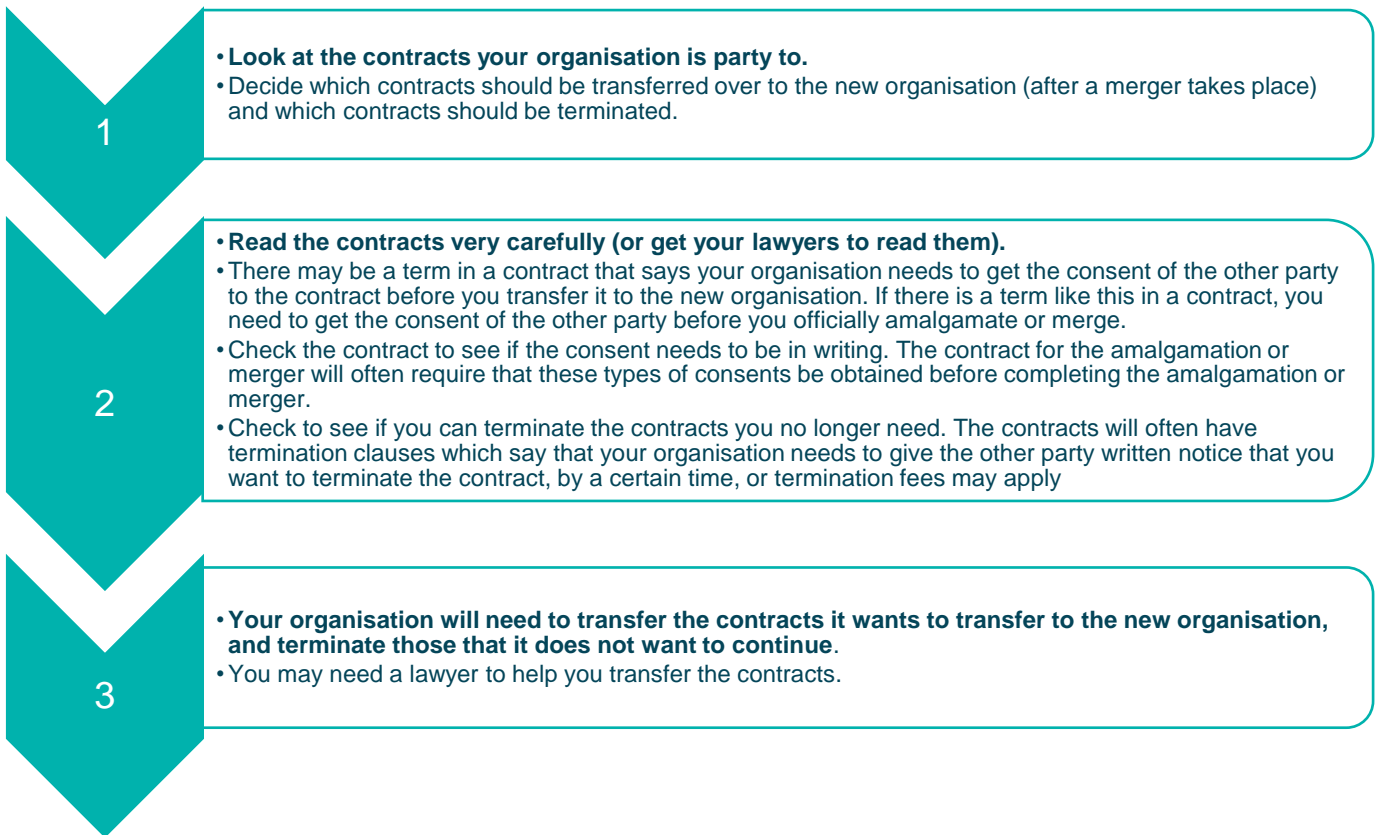 1
• Look at the contracts your organisation is party to.
• Decide which contracts should be transferred over to the new organisation (after a merger takes place)
and which contracts should be terminated.
2
• Read the contracts very carefully (or get your lawyers to read them).
• There may be a term in a contract that says your organisation needs to get the consent of the other party
to the contract before you transfer it to the new organisation. If there is a term like this in a contract, you
need to get the consent of the other party before you officially amalgamate or merge.
• Check the contract to see if the consent needs to be in writing. The contract for the amalgamation or
merger will often require that these types of consents be obtained before completing the amalgamation or
merger.
• Check to see if you can terminate the contracts you no longer need. The contracts will often have
termination clauses which say that your organisation needs to give the other party written notice that you
want to terminate the contract, by a certain time, or termination fees may apply
3
• Your organisation will need to transfer the contracts it wants to transfer to the new organisation,
and terminate those that it does not want to continue.
• You may need a lawyer to help you transfer the contracts.